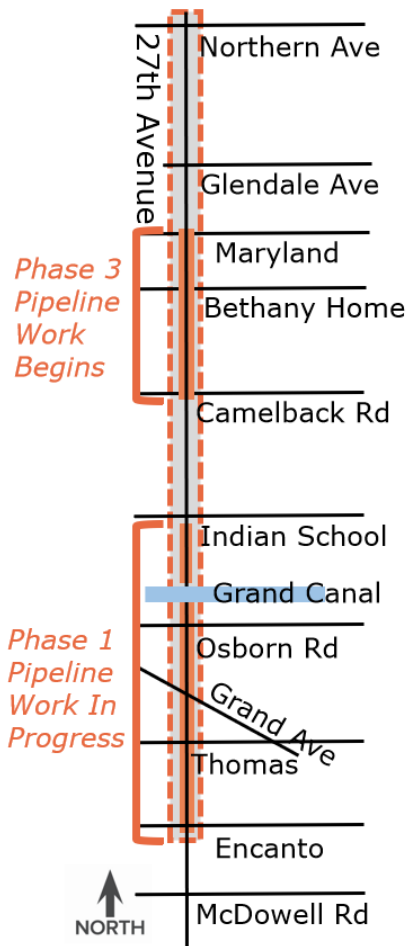 27th Avenue
Northern Ave
Glendale Ave
Maryland
Phase 3
Pipeline
Work
Begins
Bethany Home
Camelback Rd
Indian School
Grand Canal
Phase 1
Pipeline
Work In
Progress
Osborn Rd
Grand Ave
Thomas
Encanto
McDowell Rd
NORTH